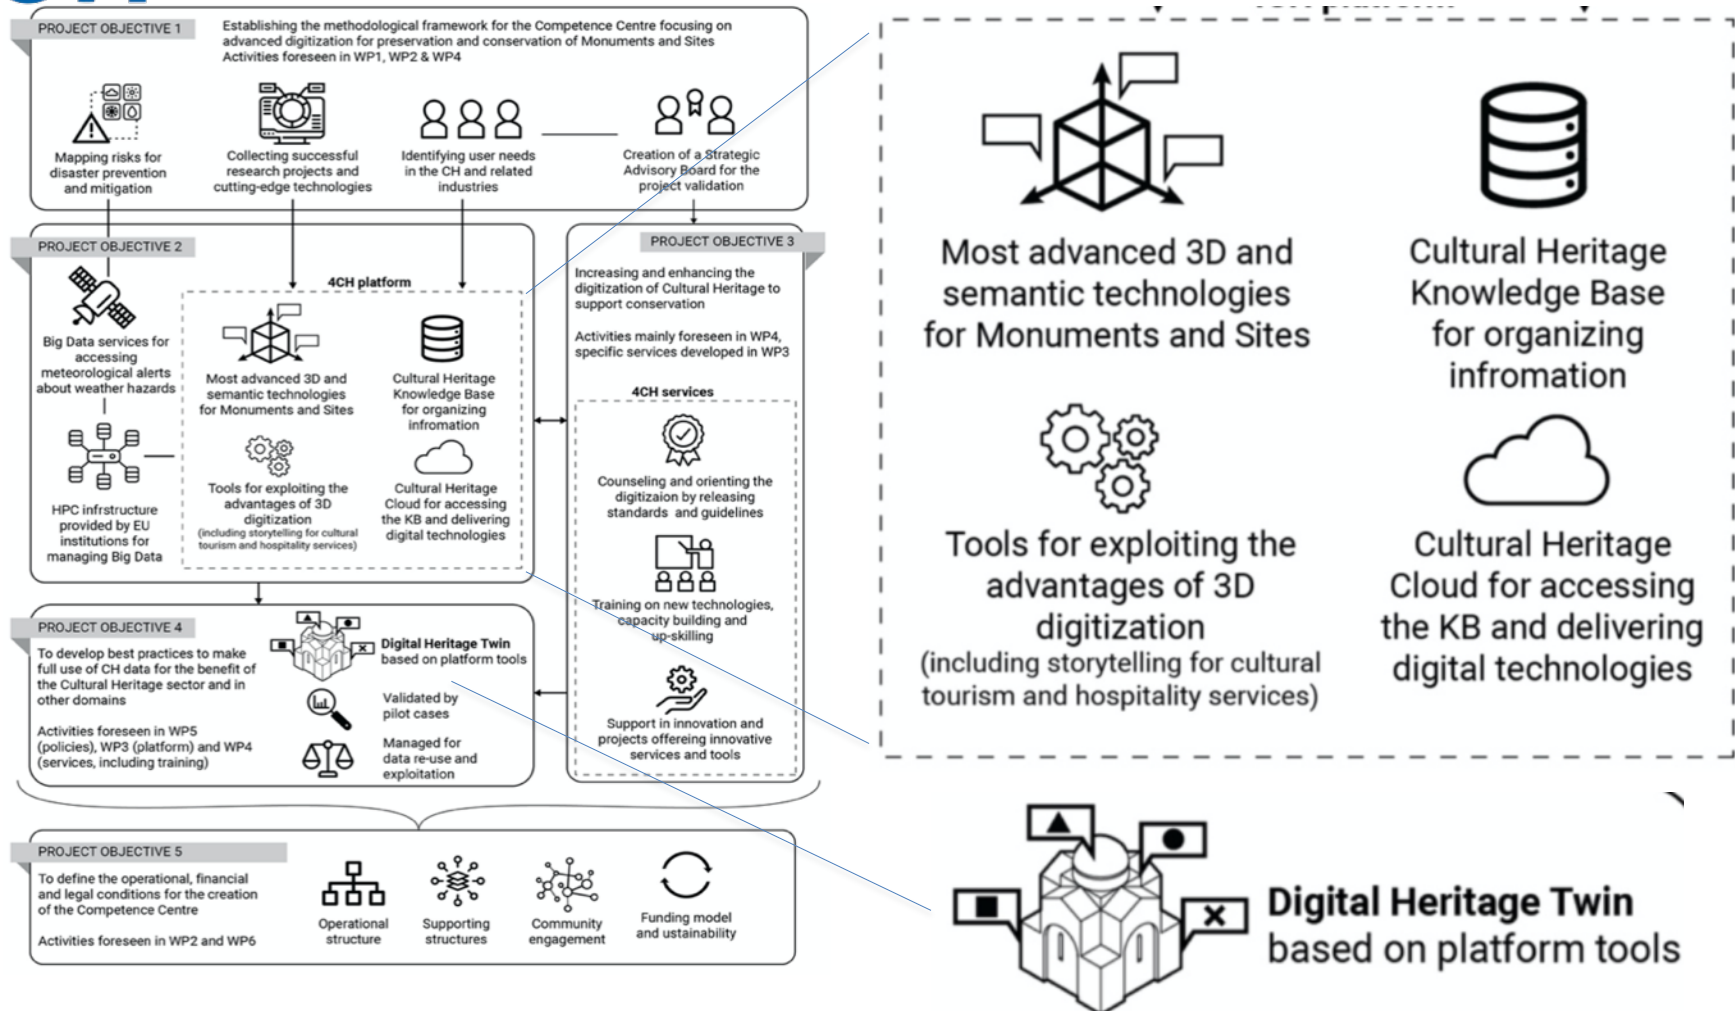 PROJECT OBJECTIVE 1
Establishing the methodological framework for the Competence Centre focusing on
advanced digitization for preservation and conservation of Monuments and Sites
Activities foreseen in WP1, WP2 & WP4
Mapping risks for
disaster prevention
and mitigation
Collecting successful
research projects and
cutting-edge technologies
Identifying user needs
in the CH and related
industries
Creation of a Strategic
Advisory Board for the
project validation
PROJECT OBJECTIVE 2
Big Data services for
accessing
meteorological alerts
about weather hazards
HPC infrstructure
provided by EU
institutions for
managing Big Data
4CH platform
Most advanced 3D and
semantic technologies
for Monuments and Sites
Cultural Heritage
Knowledge Base
for organizing
infromation
Tools for exploiting the
advantages of 3D
digitization
(including storytelling for cultural
tourism and hospitality services)
Cultural Heritage
Cloud for accessing
the KB and delivering
digital technologies
PROJECT OBJECTIVE 3
Increasing and enhancing the
digitization of Cultural Heritage to
support conservation
Activities mainly foreseen in WP4,
specific services developed in WP3
4CH services
Counseling and orienting the
digitizaion by releasing
standards and guidelines
Training on new technologies,
capacity building and
up-skilling
Support in innovation and
projects offereing innovative
services and tools
PROJECT OBJECTIVE 4
To develop best practices to make
full use of CH data for the benefit of
the Cultural Heritage sector and in
other domains
Activities foreseen in WP5
(policies), WP3 (platform) and WP4
(services, including training)
Digital Heritage Twin
based on platform tools
Validated by
pilot cases
Managed for
data re-use and
exploitation
PROJECT OBJECTIVE 5
To define the operational, financial
and legal conditions for the creation
of the Competence Centre
Activities foreseen in WP2 and WP6
Operational
structure
Supporting
structures
Community
engagement
Funding model
and ustainability
Most advanced 3D and
semantic technologies
for Monuments and Sites
Cultural Heritage
Knowledge Base
for organizing
infromation
Tools for exploiting the
advantages of 3D
digitization
(including storytelling for cultural
tourism and hospitality services)
Cultural Heritage
Cloud for accessing
the KB and delivering
digital technologies
Digital Heritage Twin
based on platform tools